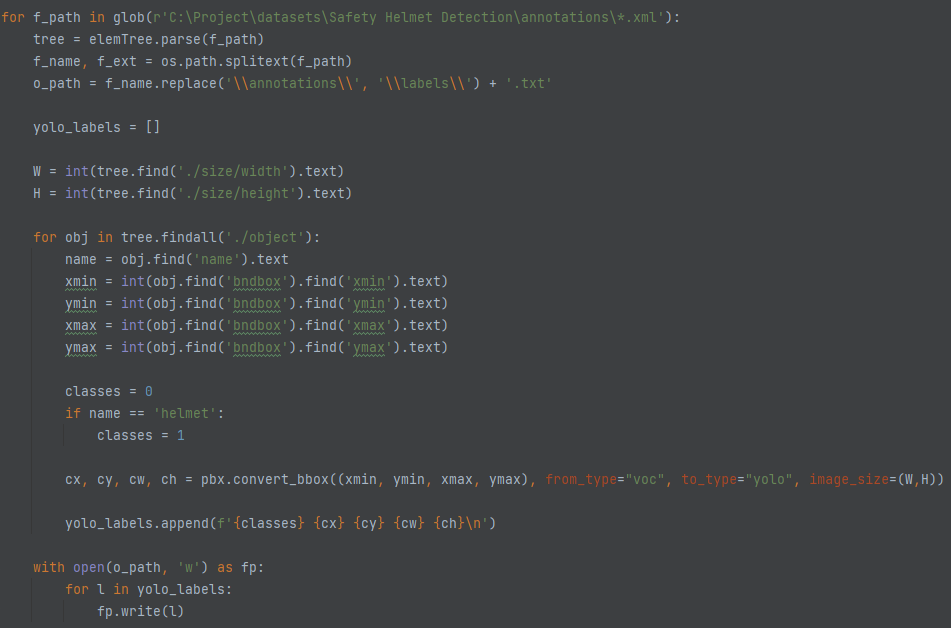 for f_path in glob(r'C:\Project\datasets\Safety Helmet Detection\annotations\*.xml'):
    tree = elemTree.parse(f_path)
    f_name, f_ext = os.path.splitext(f_path)
    o_path = f_name.replace('\\annotations\\', '\\labels\\') + '.txt'

    yolo_labels = []

    W = int(tree.find('./size/width').text)
    H = int(tree.find('./size/height').text)

    for obj in tree.findall('./object'):
        name = obj.find('name').text
        xmin = int(obj.find('bndbox').find('xmin').text)
        ymin = int(obj.find('bndbox').find('ymin').text)
        xmax = int(obj.find('bndbox').find('xmax').text)
        ymax = int(obj.find('bndbox').find('ymax').text)

        classes = 0
        if name == 'helmet':
            classes = 1

        cx, cy, cw, ch = pbx.convert_bbox((xmin, ymin, xmax, ymax), from_type="voc", to_type="yolo", image_size=(W,H))

        yolo_labels.append(f'{classes} {cx} {cy} {cw} {ch}\n')

    with open(o_path, 'w') as fp:
        for l in yolo_labels:
            fp.write(l)